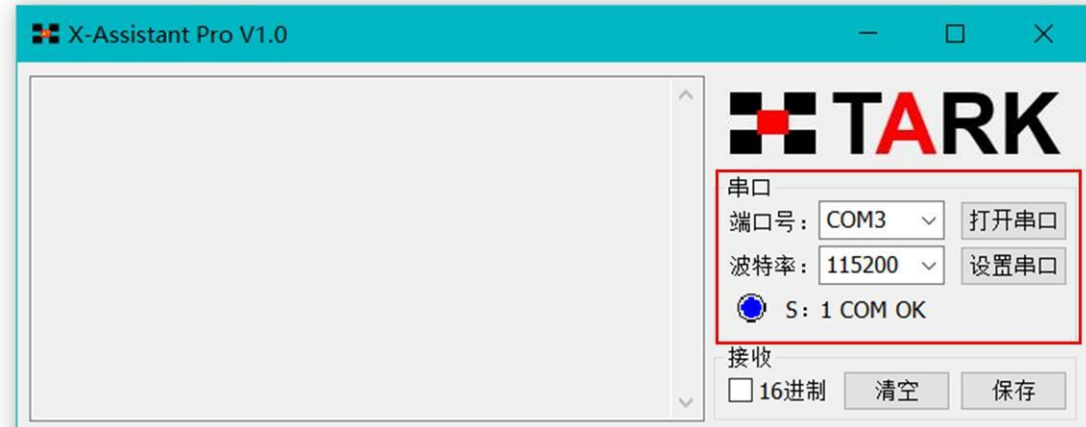 X-Assistant Pro V1.0
TARK
串口
端口号: COM3 打开串口
波特率: 115200 设置串口
S: 1 COM OK
接收
16进制 清空 保存